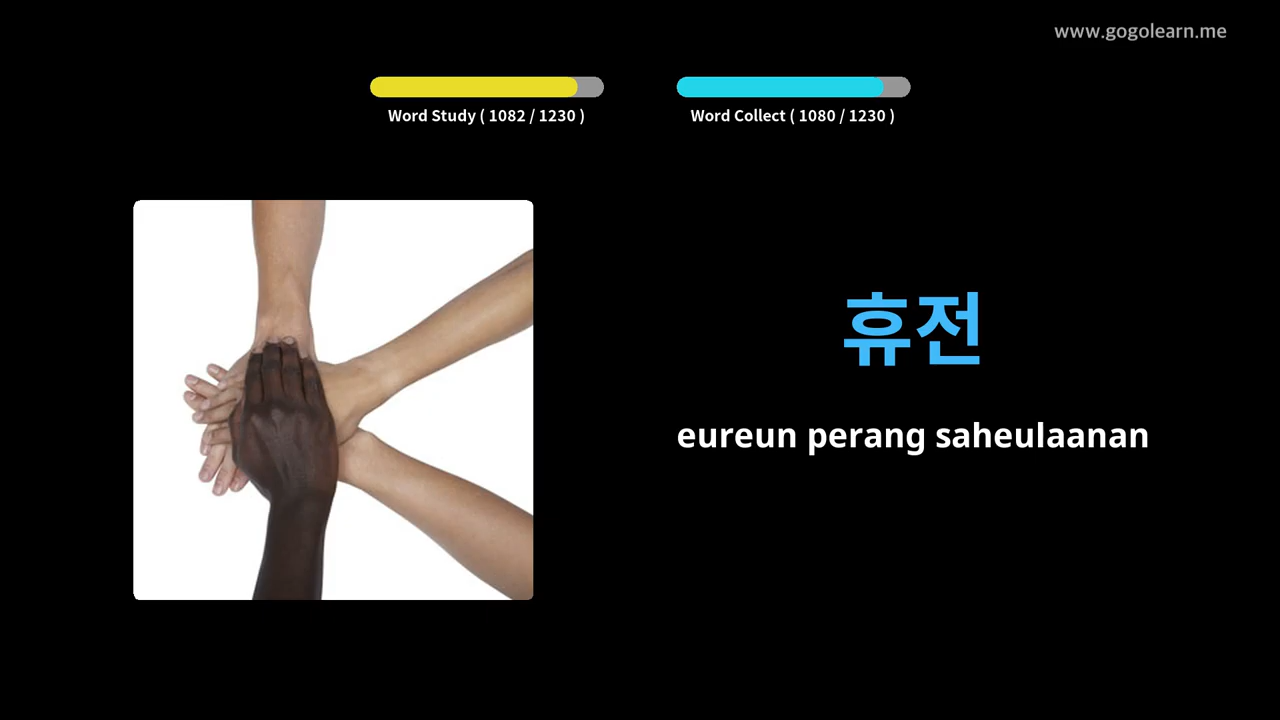 www.gogolearn.me
Word Study ( 1082 / 1230 )
Word Collect ( 1080 / 1230 )
휴전
eureun perang saheulaanan